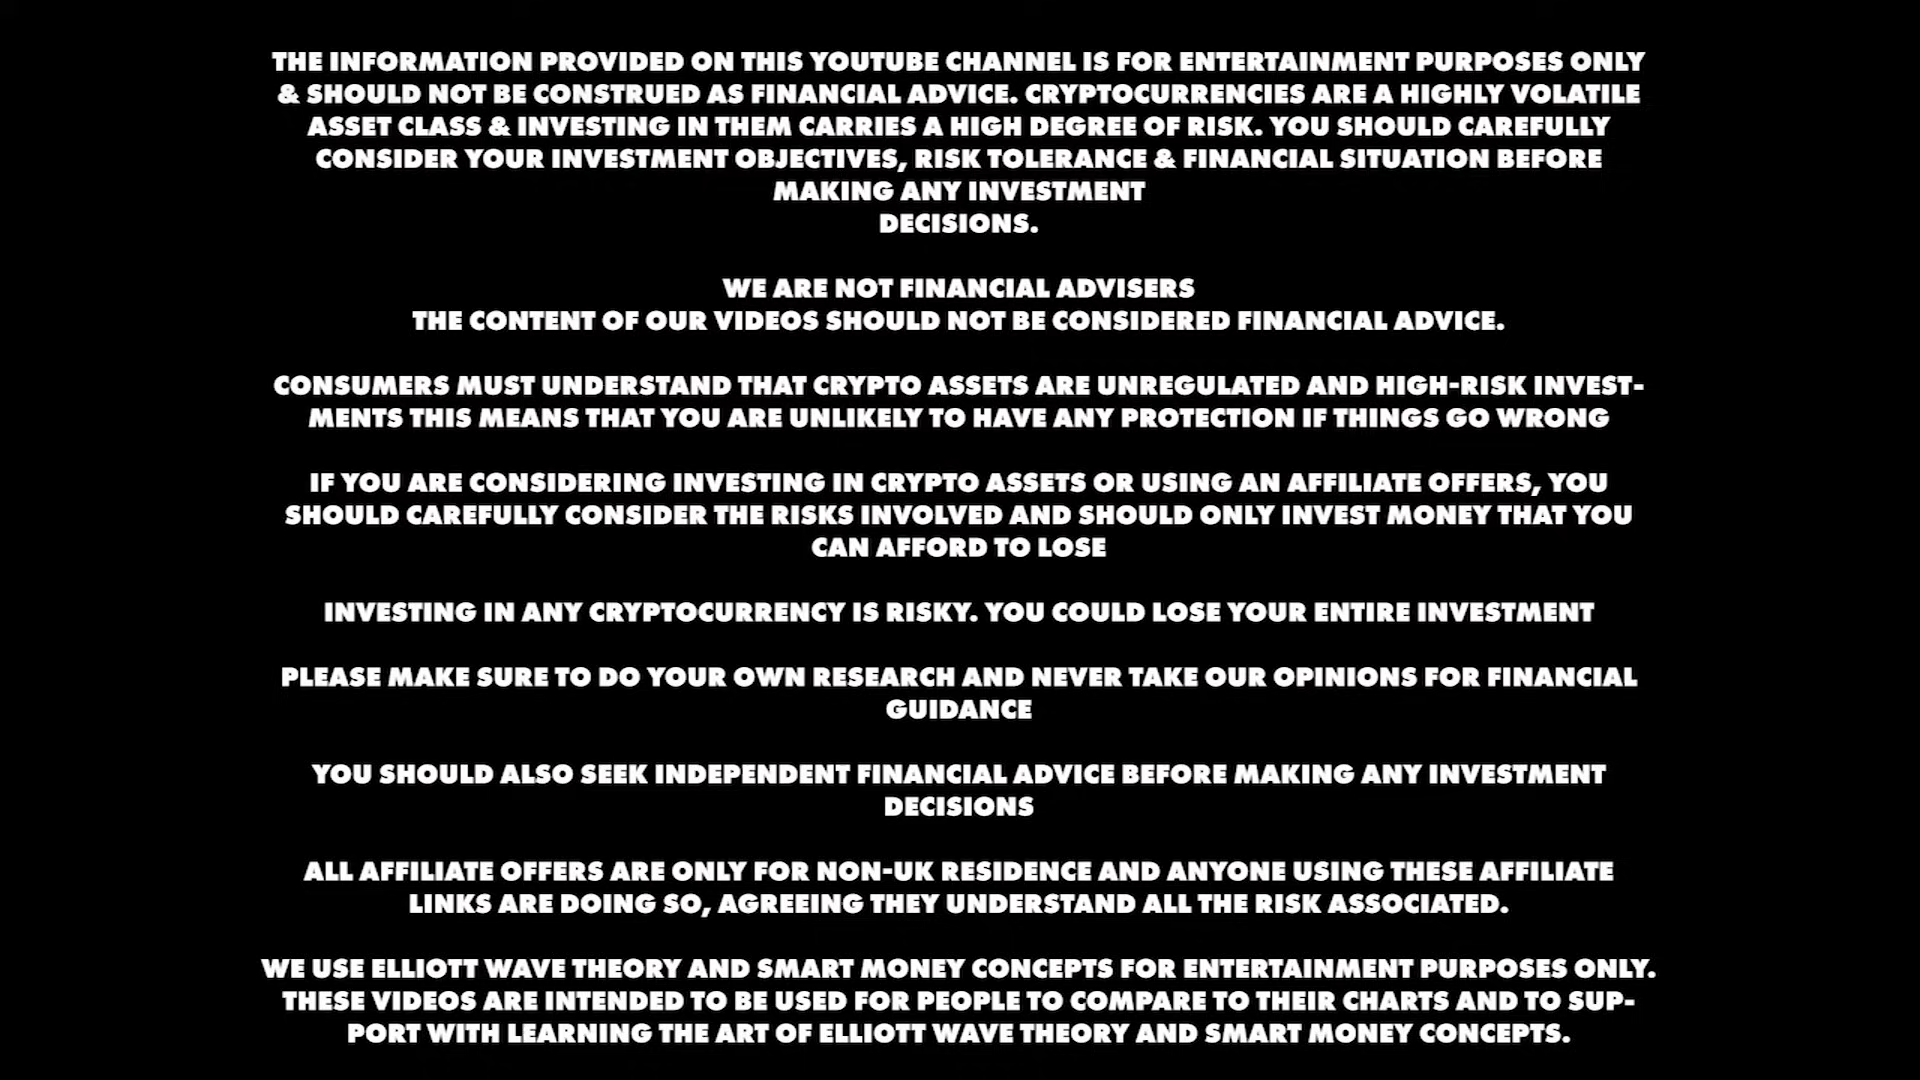 THE INFORMATION PROVIDED ON THIS YOUTUBE CHANNEL IS FOR ENTERTAINMENT PURPOSES ONLY
& SHOULD NOT BE CONSTRUED AS FINANCIAL ADVICE. CRYPTOCURRENCIES ARE A HIGHLY VOLATILE
ASSET CLASS & INVESTING IN THEM CARRIES A HIGH DEGREE OF RISK. YOU SHOULD CAREFULLY
CONSIDER YOUR INVESTMENT OBJECTIVES, RISK TOLERANCE & FINANCIAL SITUATION BEFORE
MAKING ANY INVESTMENT
DECISIONS.
WE ARE NOT FINANCIAL ADVISERS
THE CONTENT OF OUR VIDEOS SHOULD NOT BE CONSIDERED FINANCIAL ADVICE.
CONSUMERS MUST UNDERSTAND THAT CRYPTO ASSETS ARE UNREGULATED AND HIGH-RISK INVEST-
MENTS THIS MEANS THAT YOU ARE UNLIKELY TO HAVE ANY PROTECTION IF THINGS GO WRONG
IF YOU ARE CONSIDERING INVESTING IN CRYPTO ASSETS OR USING AN AFFILIATE OFFERS, YOU
SHOULD CAREFULLY CONSIDER THE RISKS INVOLVED AND SHOULD ONLY INVEST MONEY THAT YOU
CAN AFFORD TO LOSE
INVESTING IN ANY CRYPTOCURRENCY IS RISKY. YOU COULD LOSE YOUR ENTIRE INVESTMENT
PLEASE MAKE SURE TO DO YOUR OWN RESEARCH AND NEVER TAKE OUR OPINIONS FOR FINANCIAL
GUIDANCE
YOU SHOULD ALSO SEEK INDEPENDENT FINANCIAL ADVICE BEFORE MAKING ANY INVESTMENT
DECISIONS
ALL AFFILIATE OFFERS ARE ONLY FOR NON-UK RESIDENCE AND ANYONE USING THESE AFFILIATE
LINKS ARE DOING SO, AGREEING THEY UNDERSTAND ALL THE RISK ASSOCIATED.
WE USE ELLIOTT WAVE THEORY AND SMART MONEY CONCEPTS FOR ENTERTAINMENT PURPOSES ONLY.
THESE VIDEOS ARE INTENDED TO BE USED FOR PEOPLE TO COMPARE TO THEIR CHARTS AND TO SUP-
PORT WITH LEARNING THE ART OF ELLIOTT WAVE THEORY AND SMART MONEY CONCEPTS.